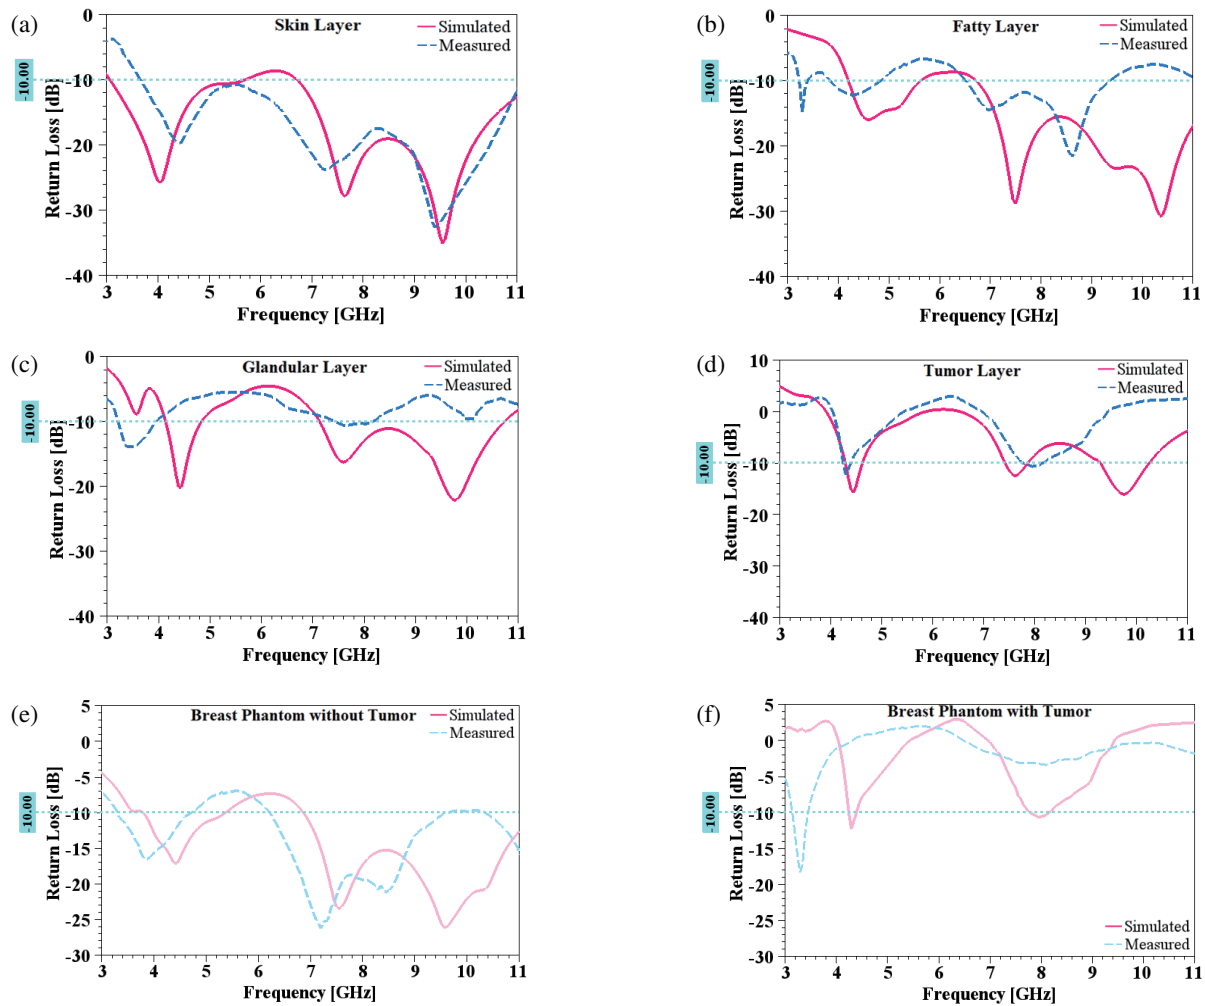 (a)
Skin Layer
Simulated
Measured
0
-10
-20
-30
-40
-10.00
Return Loss [dB]
3 4 5 6 7 8 9 10 11
Frequency [GHz]
(b)
Fatty Layer
Simulated
Measured
0
-10
-20
-30
-40
-10.00
Return Loss [dB]
3 4 5 6 7 8 9 10 11
Frequency [GHz]
(c)
Glandular Layer
Simulated
Measured
0
-10
-20
-30
-40
-10.00
Return Loss [dB]
3 4 5 6 7 8 9 10 11
Frequency [GHz]
(d)
Tumor Layer
Simulated
Measured
10
0
-10
-20
-30
-40
-10.00
Return Loss [dB]
3 4 5 6 7 8 9 10 11
Frequency [GHz]
(e)
Breast Phantom without Tumor
Simulated
Measured
5
0
-5
-10
-15
-20
-25
-30
-10.00
Return Loss [dB]
3 4 5 6 7 8 9 10 11
Frequency [GHz]
(f)
Breast Phantom with Tumor
5
0
-5
-10
-15
-20
-25
-30
-10.00
Return Loss [dB]
Simulated
Measured
3 4 5 6 7 8 9 10 11
Frequency [GHz]